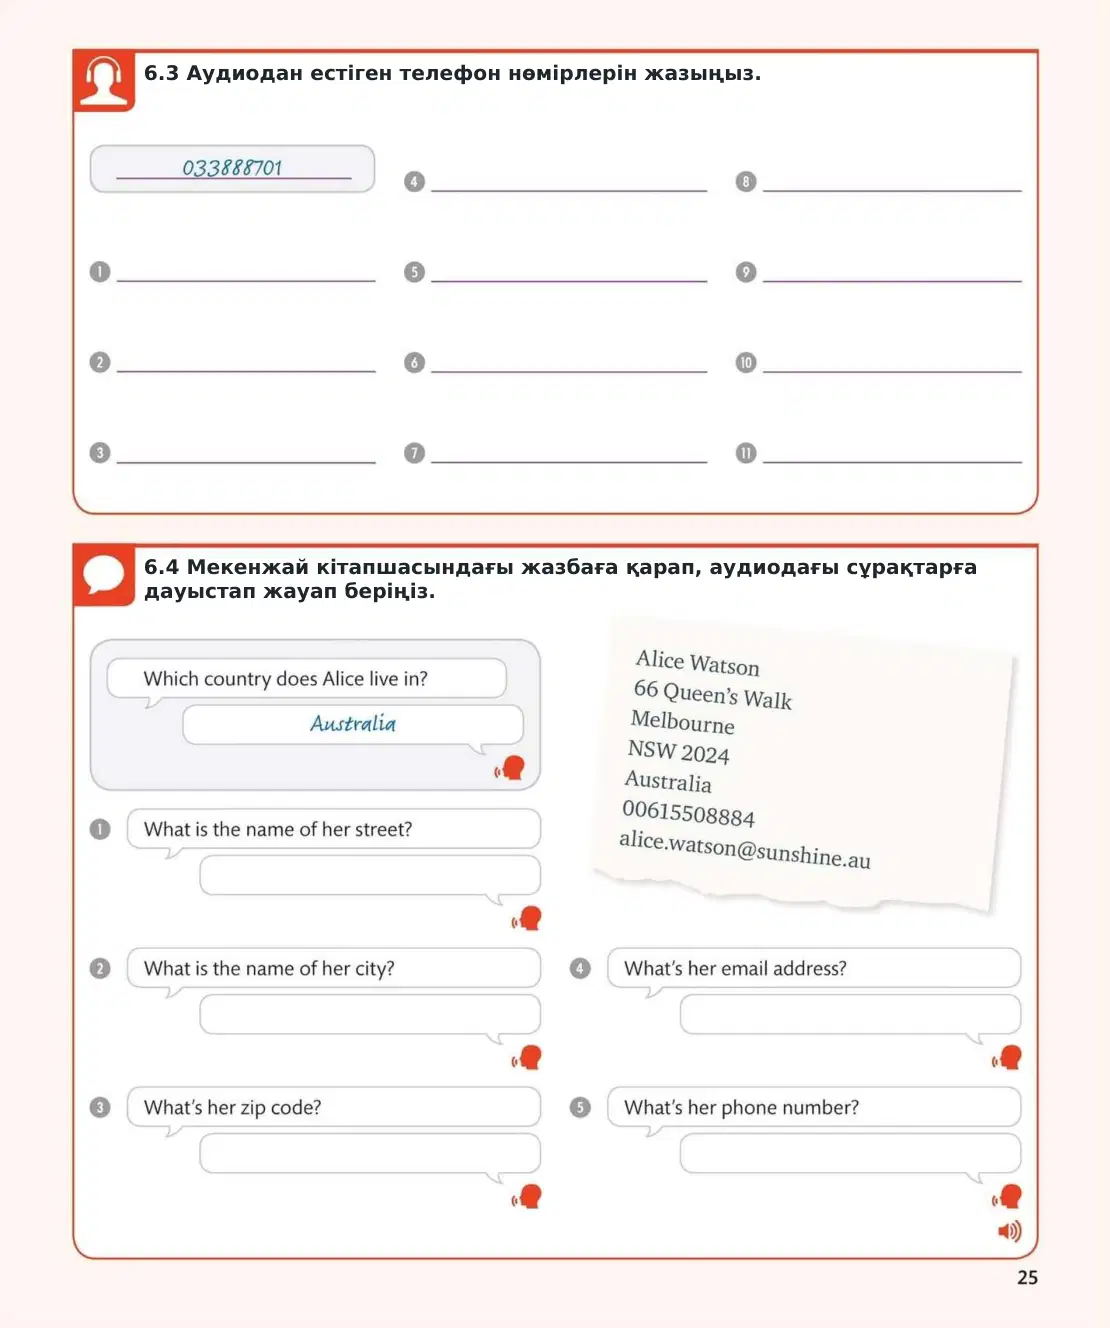 6.3 Аудиодан естіген телефон нөмірлерін жазыңыз.
033888701
1
2
3
4
5
6
7
8
9
10
11
6.4 Мекенжай кітапшасындағы жазбаға қарап, аудиодағы сұрақтарға
дауыстап жауап беріңіз.
Which country does Alice live in?
Australia
Alice Watson
66 Queen's Walk
Melbourne
NSW 2024
Australia
00615508884
alice.watson@sunshine.au
1 What is the name of her street?
2 What is the name of her city?
3 What's her zip code?
4 What's her email address?
5 What's her phone number?
25